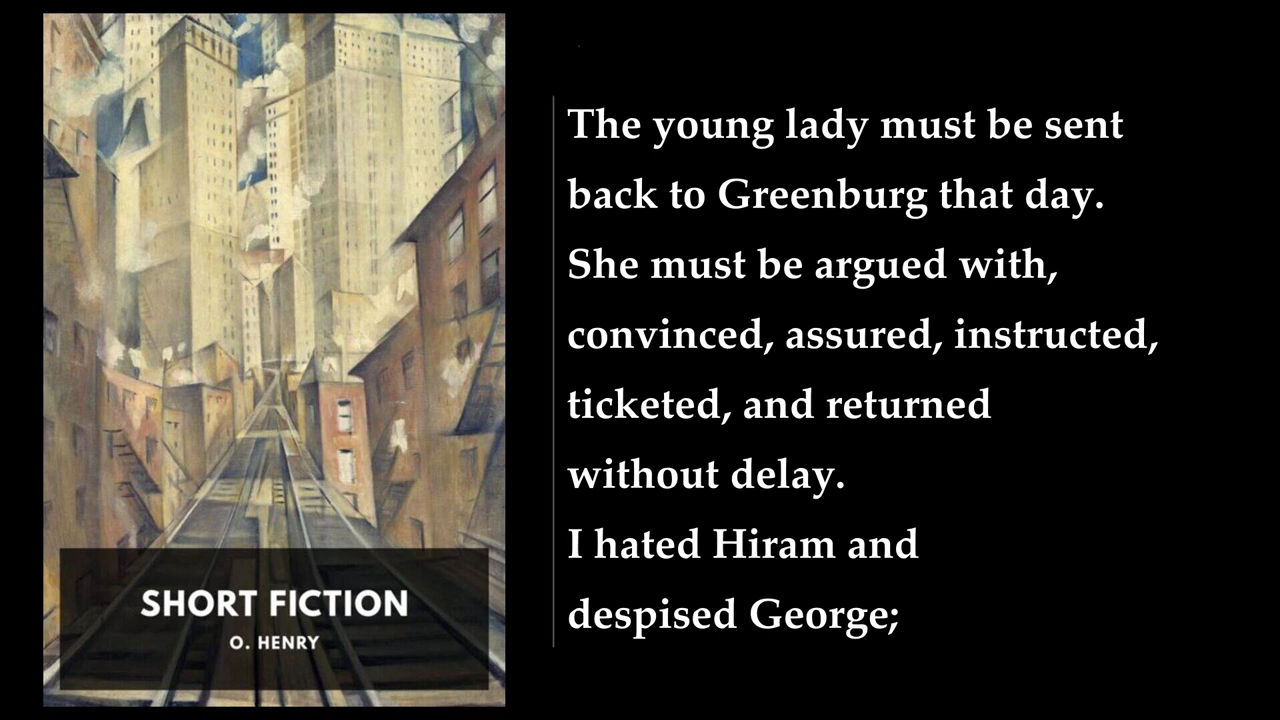 SHORT FICTION
O. HENRY
The young lady must be sent
back to Greenburg that day.
She must be argued with,
convinced, assured, instructed,
ticketed, and returned
without delay.
I hated Hiram and
despised George;